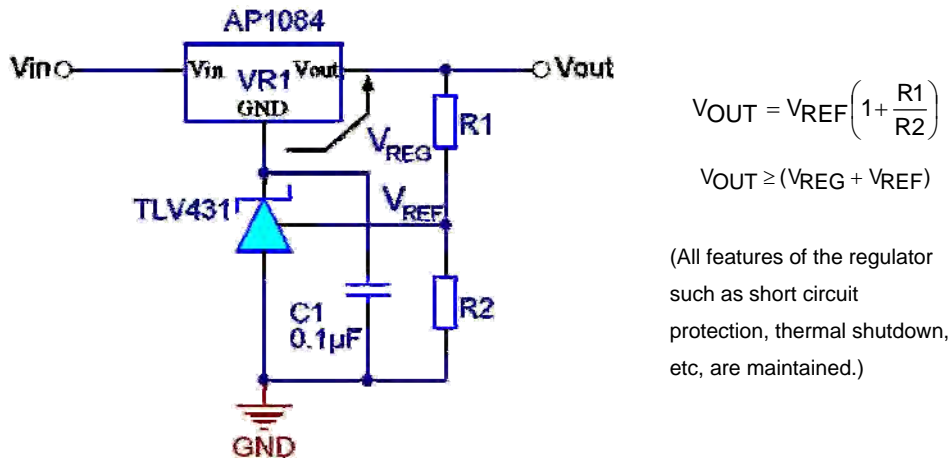 AP1084
Vin
Vin
Vout
VR1
GND
Vout
VREG
R1
TLV431
VREF
C1
0.1µF
R2
GND
VOUT = VREF(1+R1/R2)
VOUT ≥ (VREG + VREF)
(All features of the regulator
such as short circuit
protection, thermal shutdown,
etc, are maintained.)